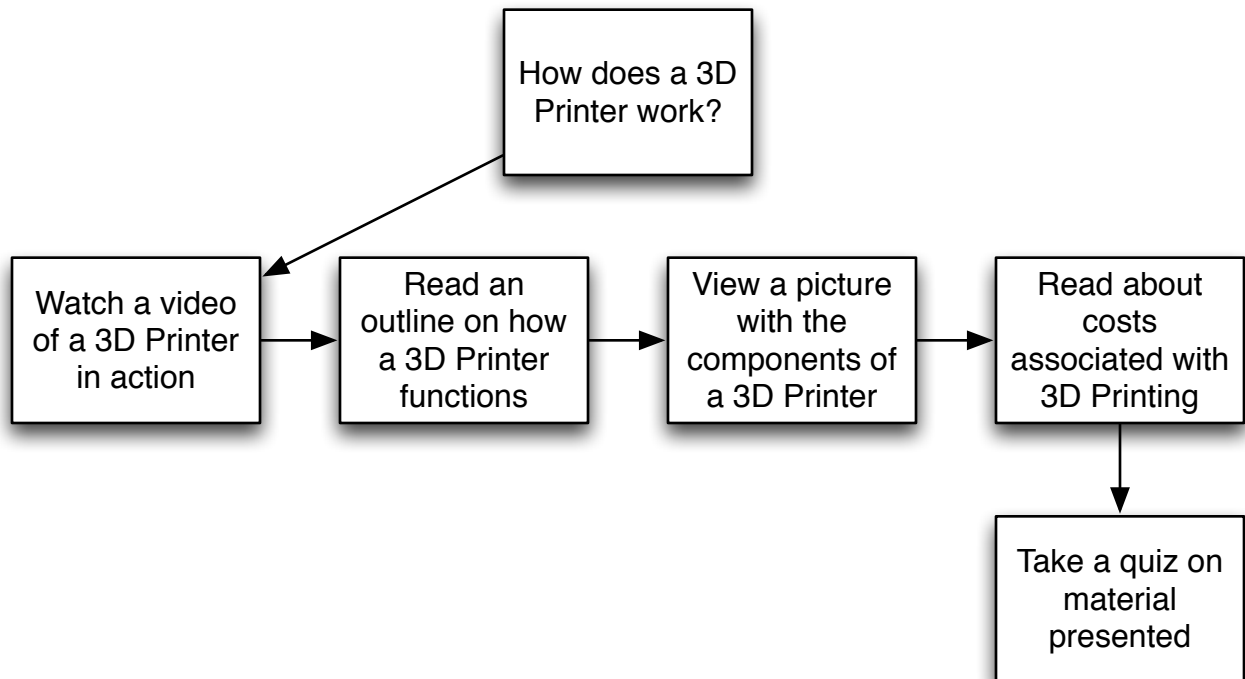 How does a 3D
Printer work?
Watch a video
of a 3D Printer
in action
Read an
outline on how
a 3D Printer
functions
View a picture
with the
components of
a 3D Printer
Read about
costs
associated with
3D Printing
Take a quiz on
material
presented